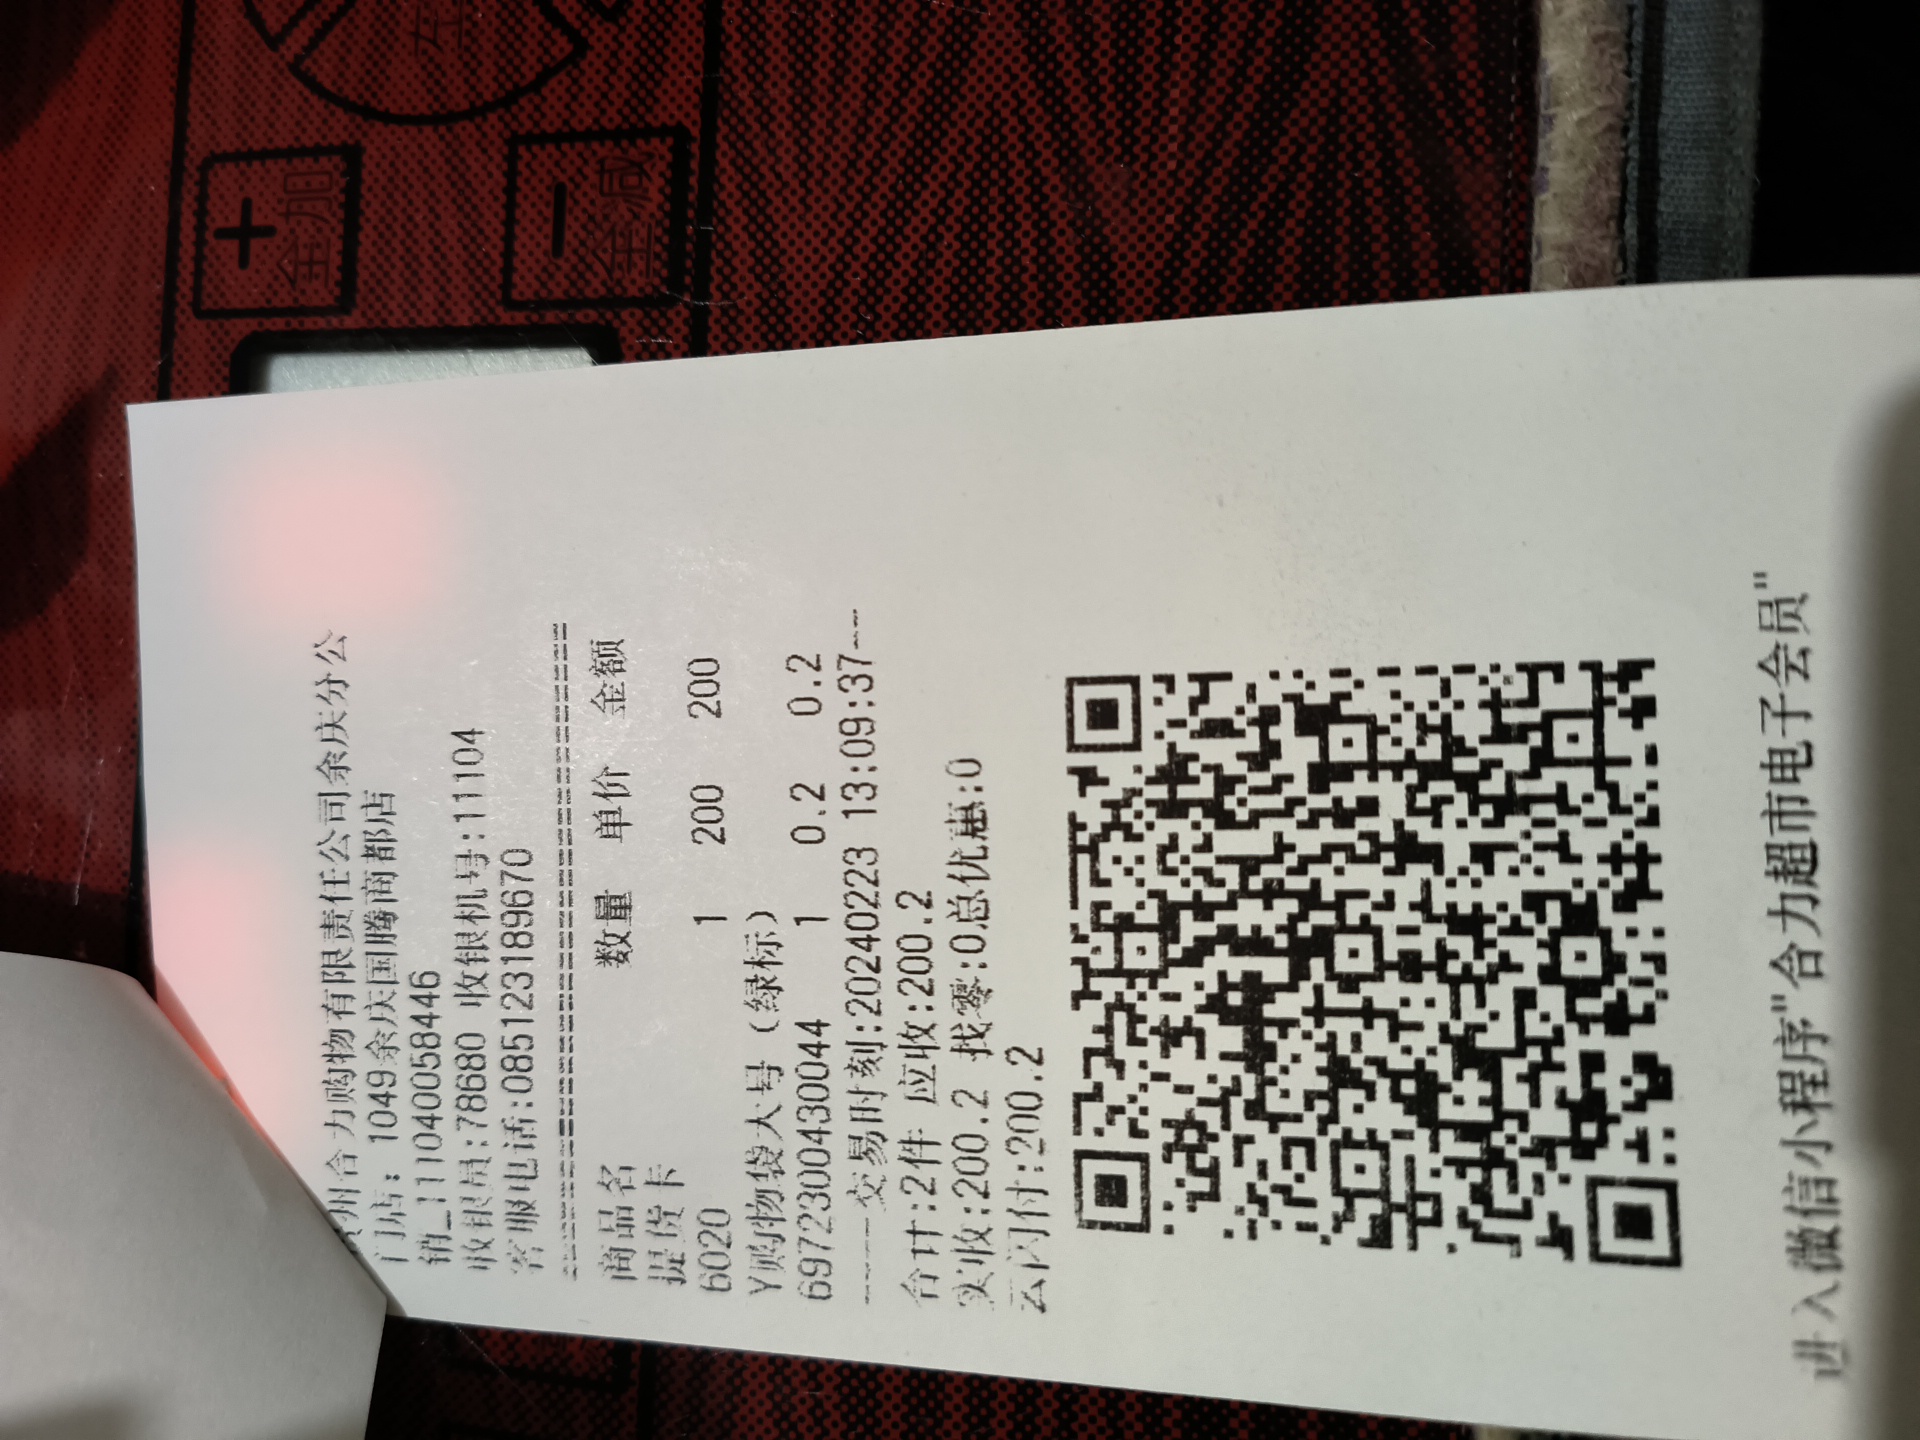 州合力购物有限责任公司余庆分公
门店: 1049余庆国腾商都店
销_111040058446
收银员:78680 收银机号:11104
客服电话:085123189670
商品名 数量 单价 金额
提货卡
6020 1 200 200
Y购物袋大号（绿标）
6972300430044 1 0.2 0.2
----交易时刻:20240223 13:09:37--
合计:2件 应收:200.2
实收:200.2 找零:0总优惠:0
云闪付:200.2
进入微信小程序"合力超市电子会员"
+
全加
-
全减
左